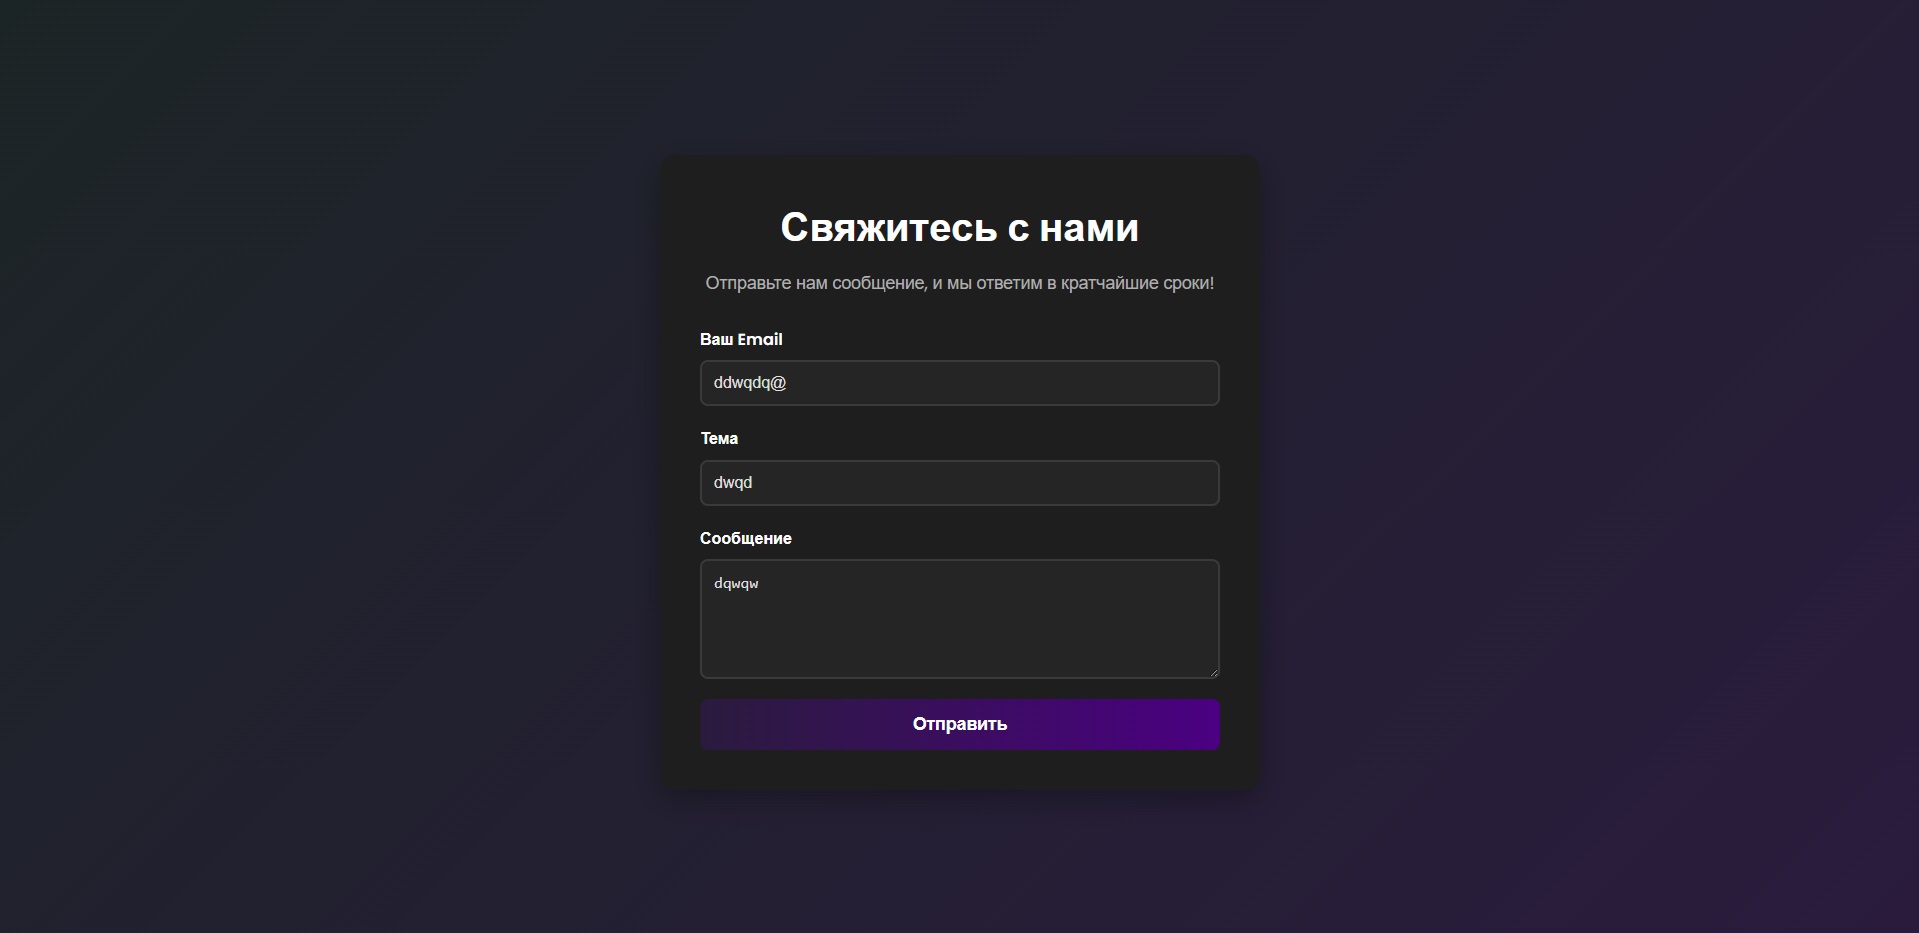 Свяжитесь с нами
Отправьте нам сообщение, и мы ответим в кратчайшие сроки!
Ваш Email
ddwqdq@
Тема
dwqd
Сообщение
dqwqw
Отправить